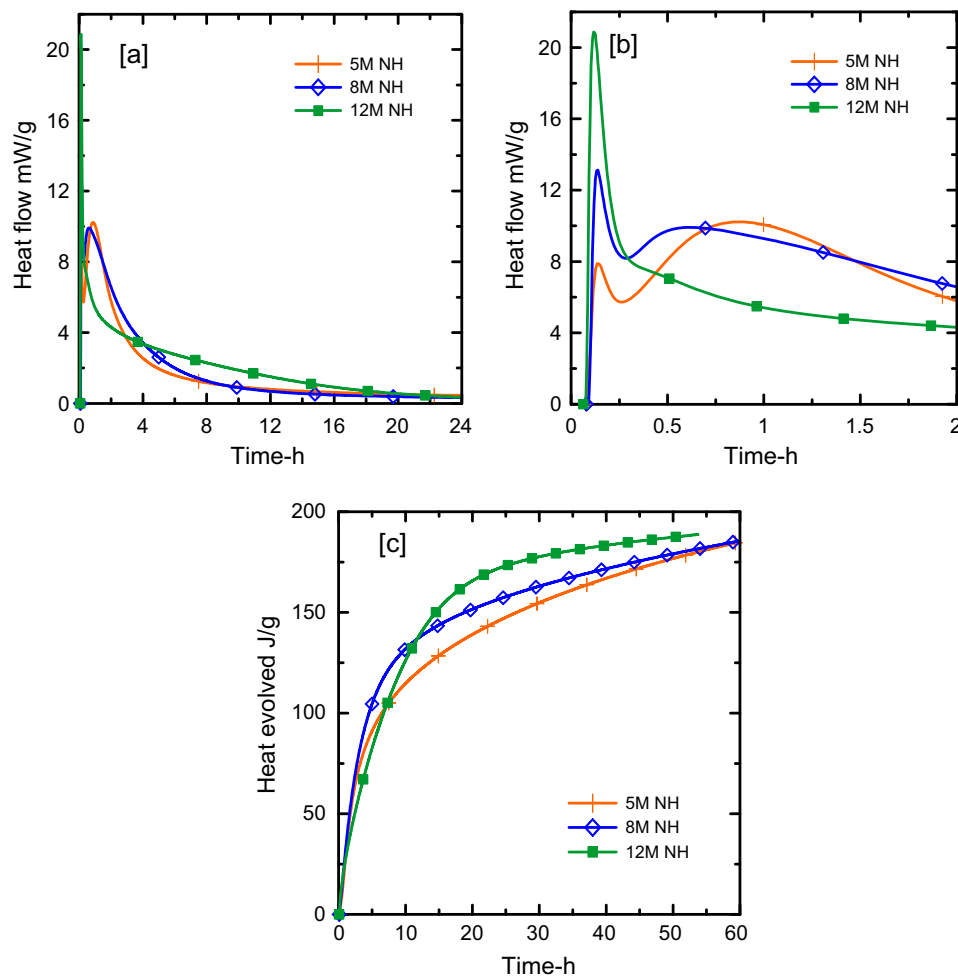 [a]
5M NH
8M NH
12M NH
Heat flow mW/g
20
16
12
8
4
0
0 4 8 12 16 20 24
Time-h
[b]
5M NH
8M NH
12M NH
Heat flow mW/g
20
16
12
8
4
0
0 0.5 1 1.5 2
Time-h
[c]
5M NH
8M NH
12M NH
Heat evolved J/g
200
150
100
50
0
0 10 20 30 40 50 60
Time-h